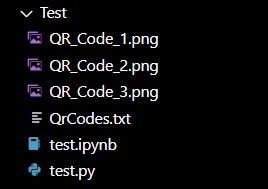 Test
QR_Code_1.png
QR_Code_2.png
QR_Code_3.png
QrCodes.txt
test.ipynb
test.py